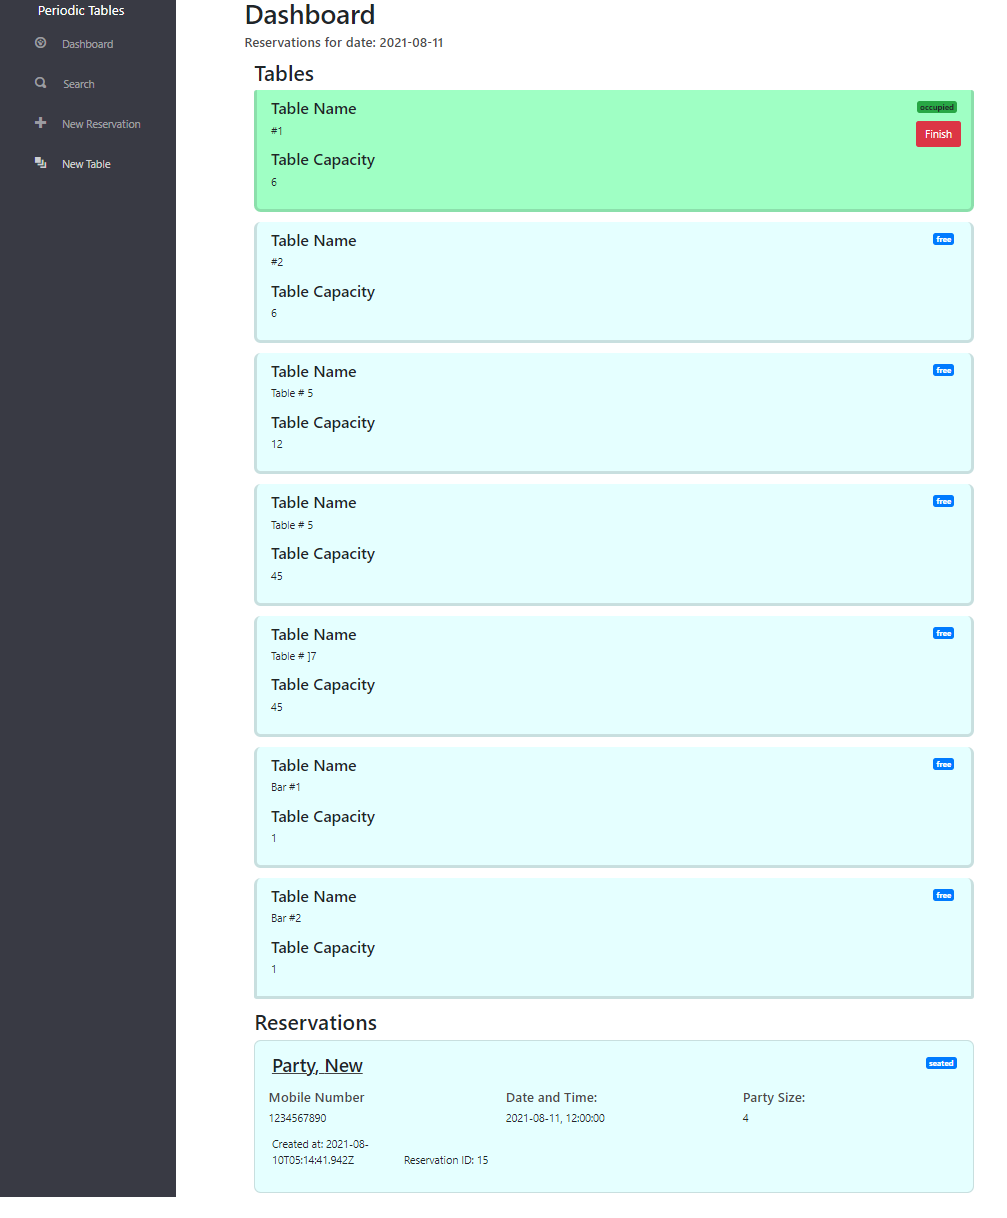 Periodic Tables
Dashboard
Search
New Reservation
New Table
Dashboard
Reservations for date: 2021-08-11
Tables
Table Name
occupied
#1
Finish
Table Capacity
6
Table Name
free
#2
Table Capacity
6
Table Name
free
Table # 5
Table Capacity
12
Table Name
free
Table # 5
Table Capacity
45
Table Name
free
Table # ]7
Table Capacity
45
Table Name
free
Bar #1
Table Capacity
1
Table Name
free
Bar #2
Table Capacity
1
Reservations
Party, New
seated
Mobile Number
1234567890
Date and Time:
2021-08-11, 12:00:00
Party Size:
4
Created at: 2021-08-
10T05:14:41.942Z
Reservation ID: 15